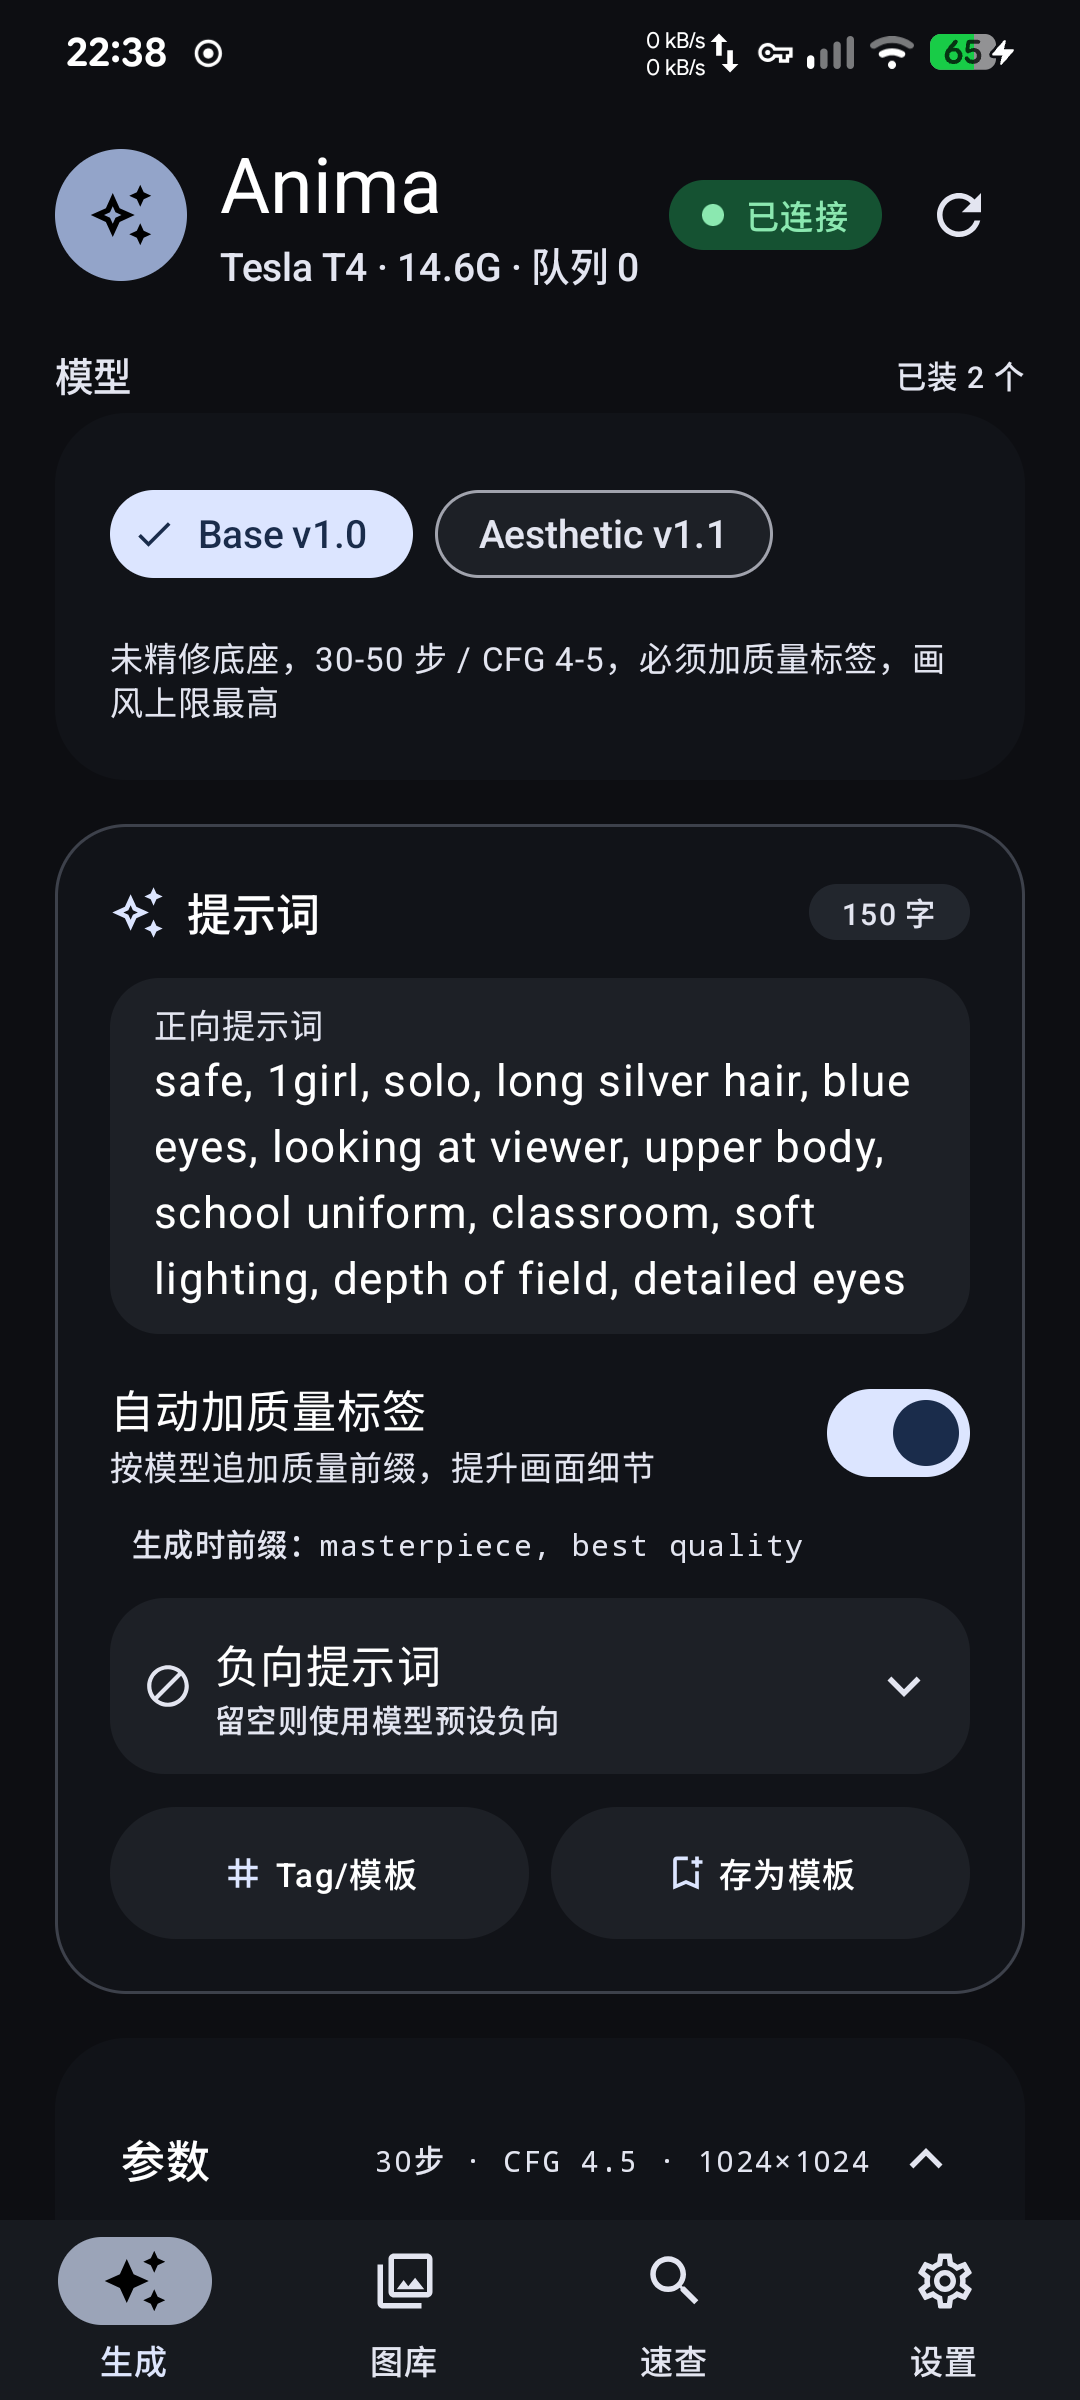 22:38
0 kB/s
0 kB/s
65
Anima
Tesla T4 · 14.6G · 队列 0
已连接
模型
已装 2 个
Base v1.0
Aesthetic v1.1
未精修底座，30-50 步 / CFG 4-5，必须加质量标签，画
风上限最高
提示词
150 字
正向提示词
safe, 1girl, solo, long silver hair, blue
eyes, looking at viewer, upper body,
school uniform, classroom, soft
lighting, depth of field, detailed eyes
自动加质量标签
按模型追加质量前缀，提升画面细节
生成时前缀：masterpiece, best quality
负向提示词
留空则使用模型预设负向
Tag/模板
存为模板
参数
30步 · CFG 4.5 · 1024×1024
生成
图库
速查
设置